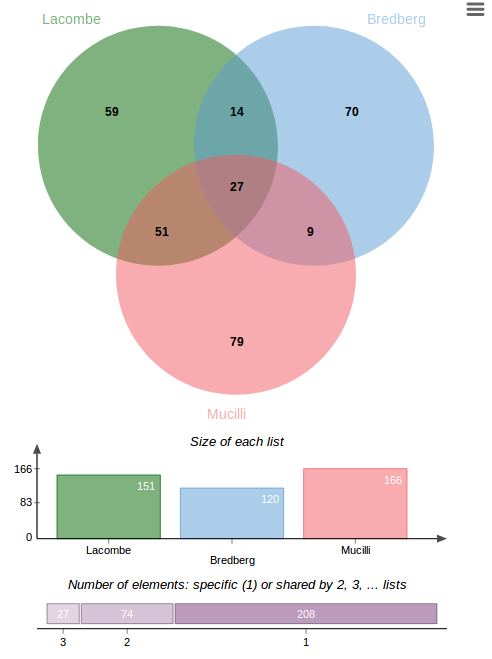 Lacombe Bredberg
59 14 70
27
51 9
79
Mucilli
Size of each list
166
83
0
151
120
166
Lacombe Bredberg Mucilli
Number of elements: specific (1) or shared by 2, 3, ... lists
27 74 208
3 2 1